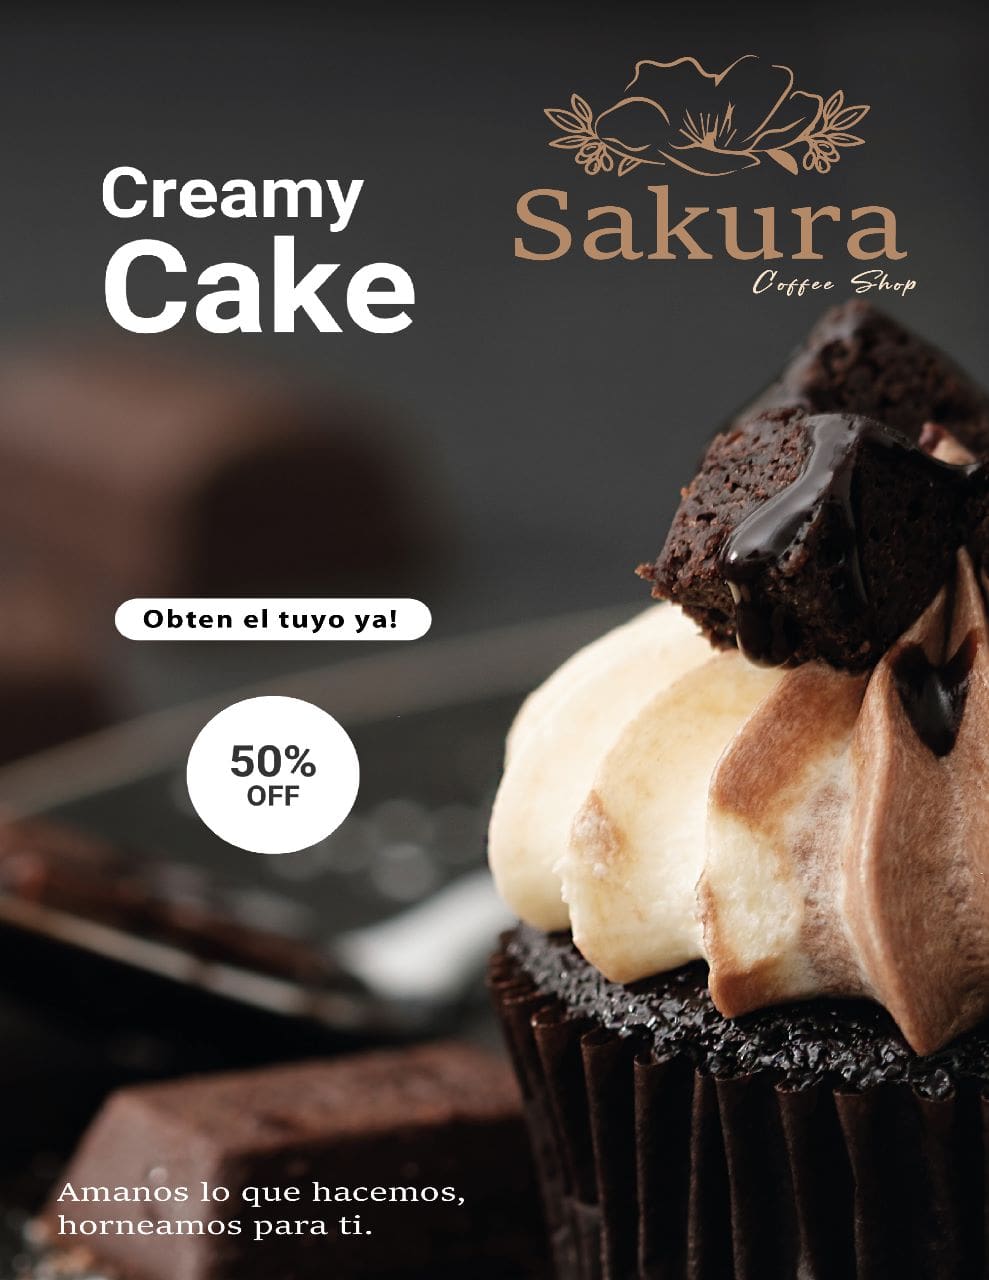 Creamy
Cake
Sakura
Coffee Shop
Obten el tuyo ya!
50%
OFF
Amanos lo que hacemos,
horneamos para ti.